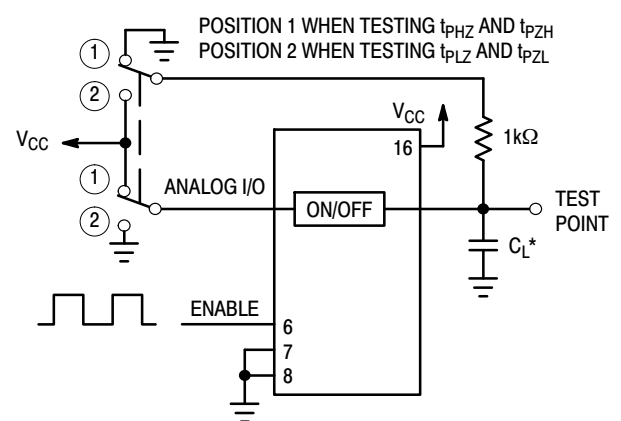 POSITION 1 WHEN TESTING tPHZ AND tPZH
POSITION 2 WHEN TESTING tPLZ AND tPZL
1
2
VCC
VCC
16
1kΩ
1
ANALOG I/O
ON/OFF
TEST
POINT
2
CL*
ENABLE
6
7
8